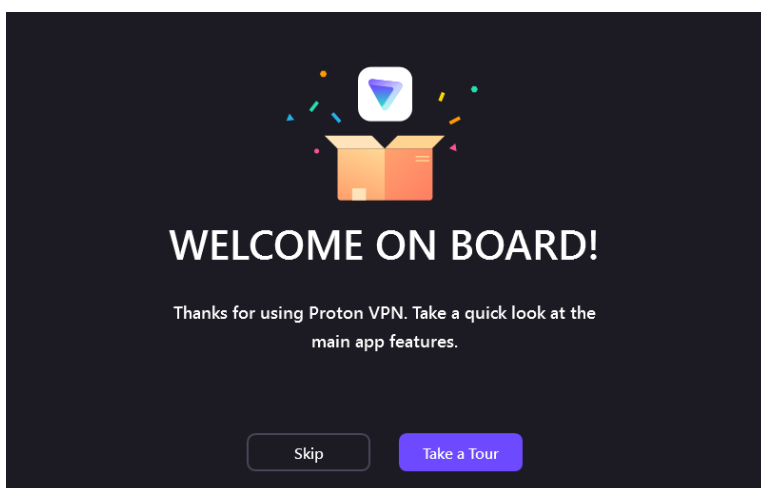 WELCOME ON BOARD!
Thanks for using Proton VPN. Take a quick look at the
main app features.
Skip
Take a Tour